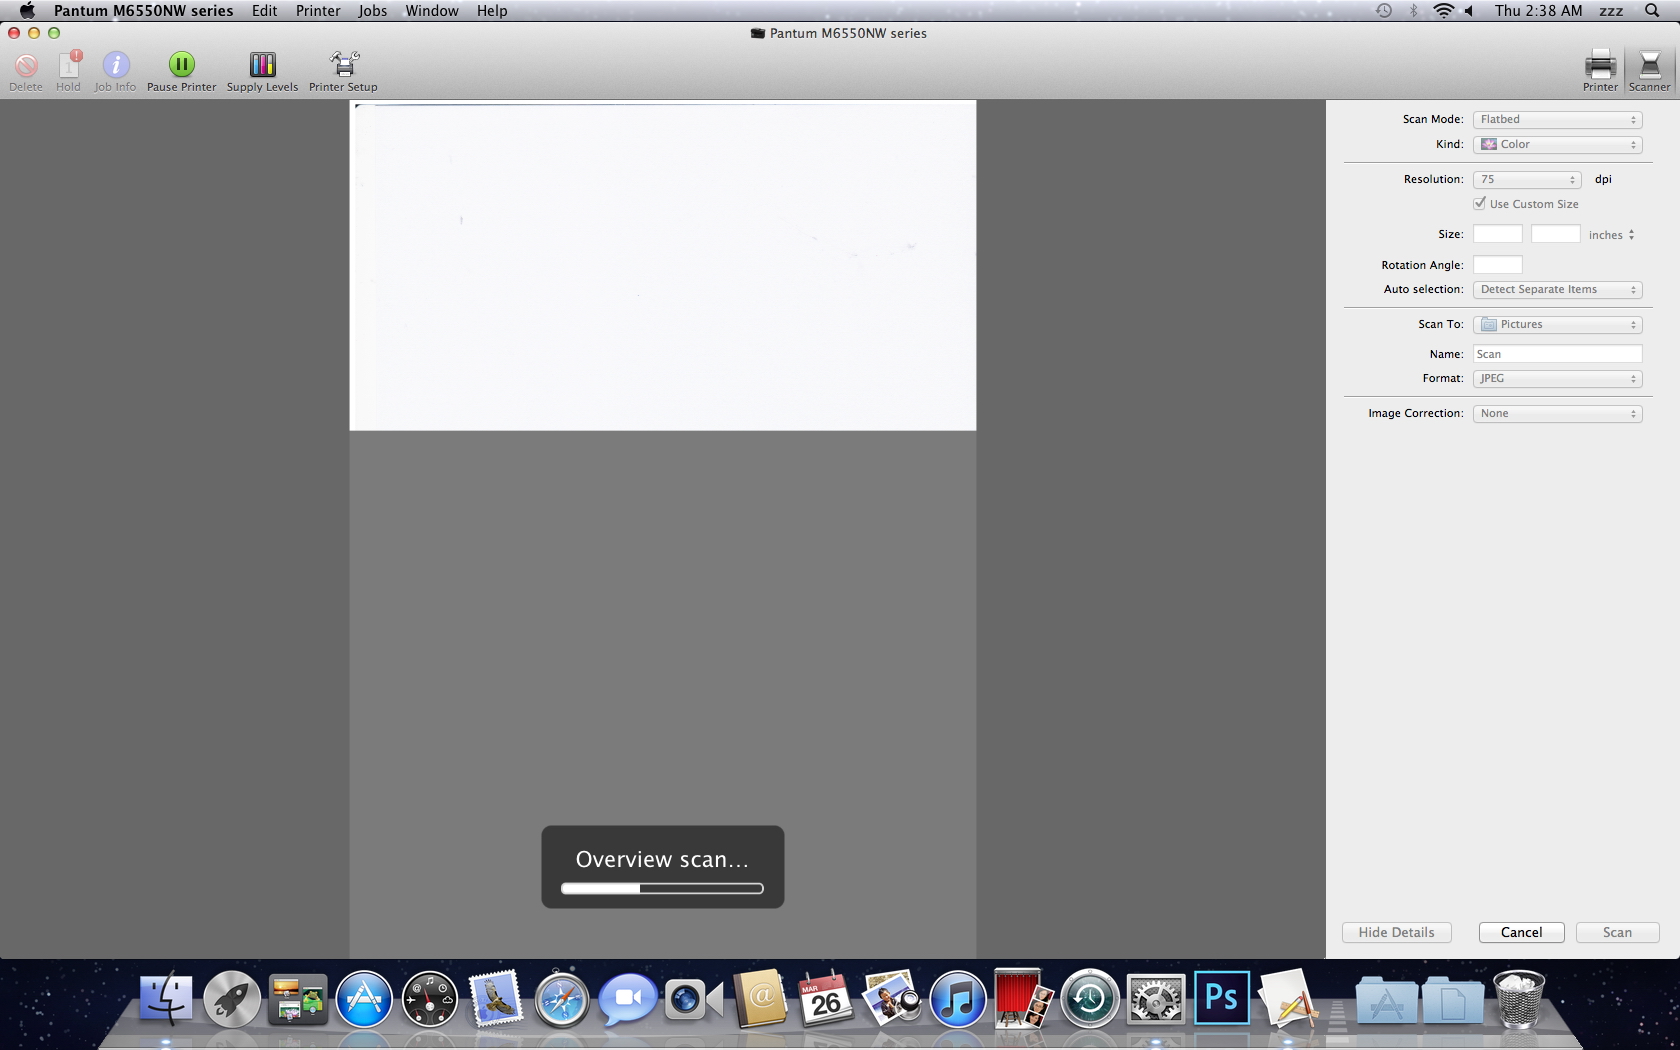 Pantum M6550NW series Edit Printer Jobs Window Help Thu 2:38 AM zzz
Pantum M6550NW series
Delete Hold Job Info Pause Printer Supply Levels Printer Setup Printer Scanner
Scan Mode: Flatbed
Kind: Color
Resolution: 75 dpi
Use Custom Size
Size: inches
Rotation Angle:
Auto selection: Detect Separate Items
Scan To: Pictures
Name: Scan
Format: JPEG
Image Correction: None
Overview scan...
Hide Details Cancel Scan
MAR
26
Ps